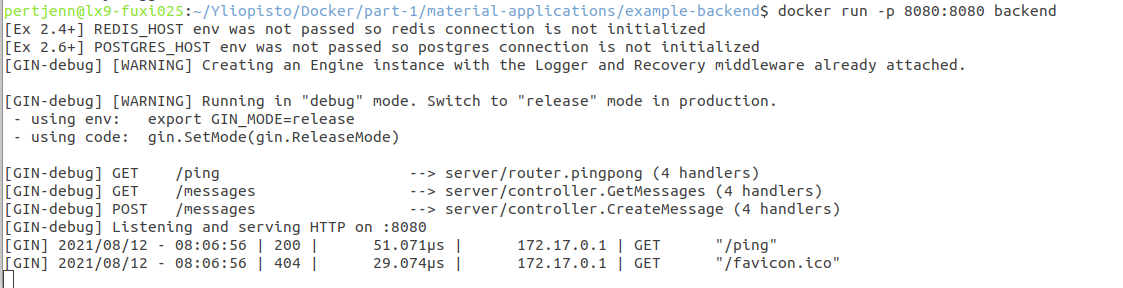 pertjenn@lx9-fuxi025:~/Yliopisto/Docker/part-1/material-applications/example-backend$ docker run -p 8080:8080 backend
[Ex 2.4+] REDIS_HOST env was not passed so redis connection is not initialized
[Ex 2.6+] POSTGRES_HOST env was not passed so postgres connection is not initialized
[GIN-debug] [WARNING] Creating an Engine instance with the Logger and Recovery middleware already attached.

[GIN-debug] [WARNING] Running in "debug" mode. Switch to "release" mode in production.
 - using env:   export GIN_MODE=release
 - using code:  gin.SetMode(gin.ReleaseMode)

[GIN-debug] GET    /ping                     --> server/router.pingpong (4 handlers)
[GIN-debug] GET    /messages                 --> server/controller.GetMessages (4 handlers)
[GIN-debug] POST   /messages                 --> server/controller.CreateMessage (4 handlers)
[GIN-debug] Listening and serving HTTP on :8080
[GIN] 2021/08/12 - 08:06:56 | 200 |      51.071µs |      172.17.0.1 | GET      "/ping"
[GIN] 2021/08/12 - 08:06:56 | 404 |      29.074µs |      172.17.0.1 | GET      "/favicon.ico"